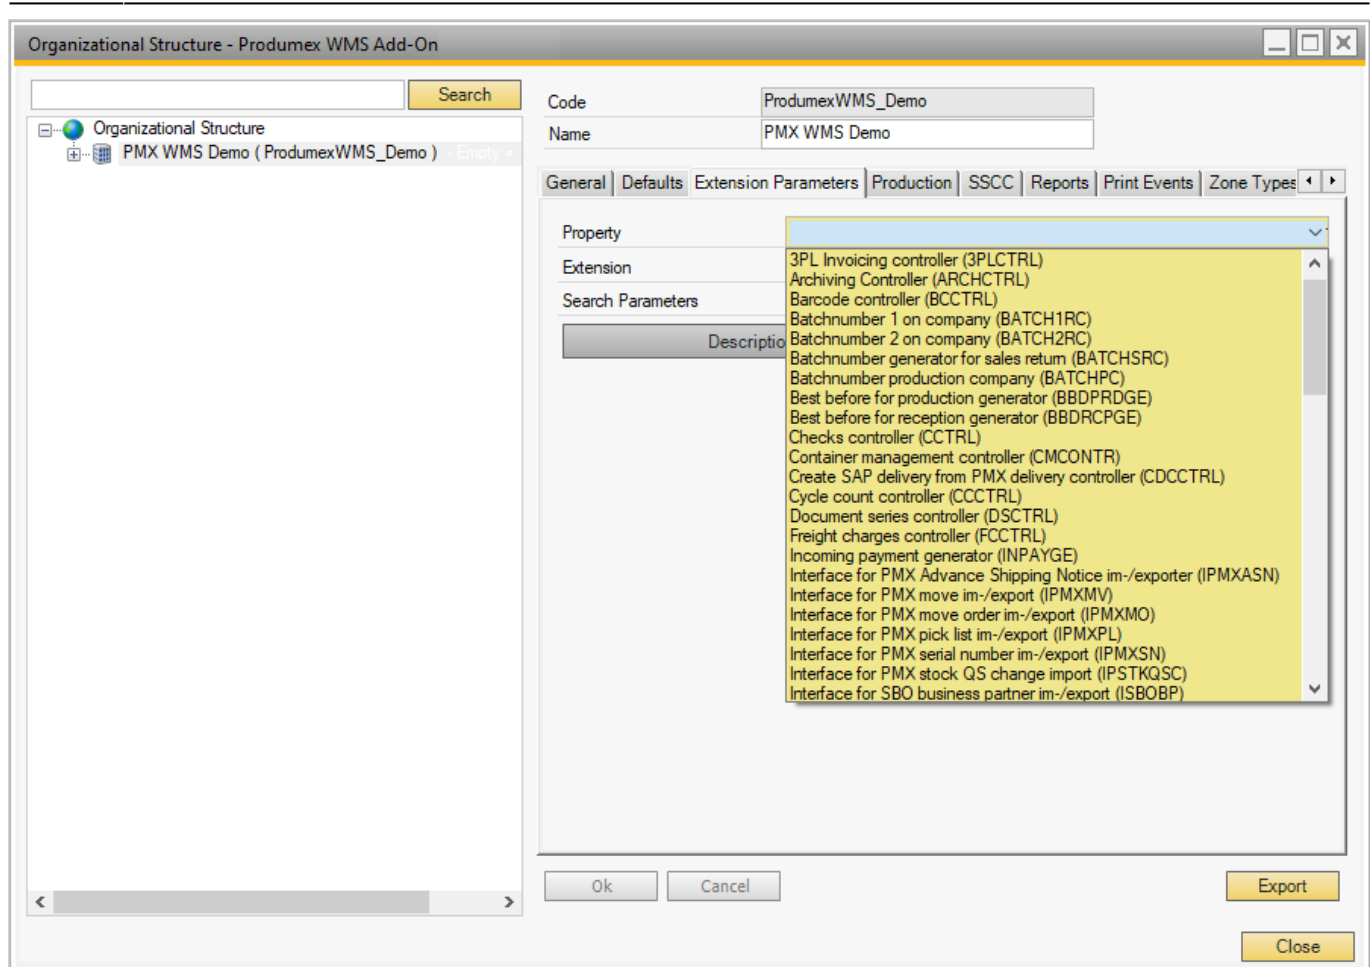 Organizational Structure - Produmex WMS Add-On
Search
Organizational Structure
PMX WMS Demo ( ProdumexWMS_Demo ) - Empty =
Code ProdumexWMS_Demo
Name PMX WMS Demo
General Defaults Extension Parameters Production SSCC Reports Print Events Zone Types
Property
Extension
Search Parameters
Descriptio
3PL Invoicing controller (3PLCTRL)
Archiving Controller (ARCHCTRL)
Barcode controller (BCCTRL)
Batchnumber 1 on company (BATCH1RC)
Batchnumber 2 on company (BATCH2RC)
Batchnumber generator for sales return (BATCHSRC)
Batchnumber production company (BATCHPC)
Best before for production generator (BBDPRDGE)
Best before for reception generator (BBDRCPGE)
Checks controller (CCTRL)
Container management controller (CMCONTR)
Create SAP delivery from PMX delivery controller (CDCCTRL)
Cycle count controller (CCCTRL)
Document series controller (DSCTRL)
Freight charges controller (FCCTRL)
Incoming payment generator (INPAYGE)
Interface for PMX Advance Shipping Notice im-/exporter (IPMXASN)
Interface for PMX move im-/export (IPMXMV)
Interface for PMX move order im-/export (IPMXMO)
Interface for PMX pick list im-/export (IPMXPL)
Interface for PMX serial number im-/export (IPMXSN)
Interface for PMX stock QS change import (IPSTKQSC)
Interface for SBO business partner im-/export (ISBOBP)
Ok Cancel Export
Close